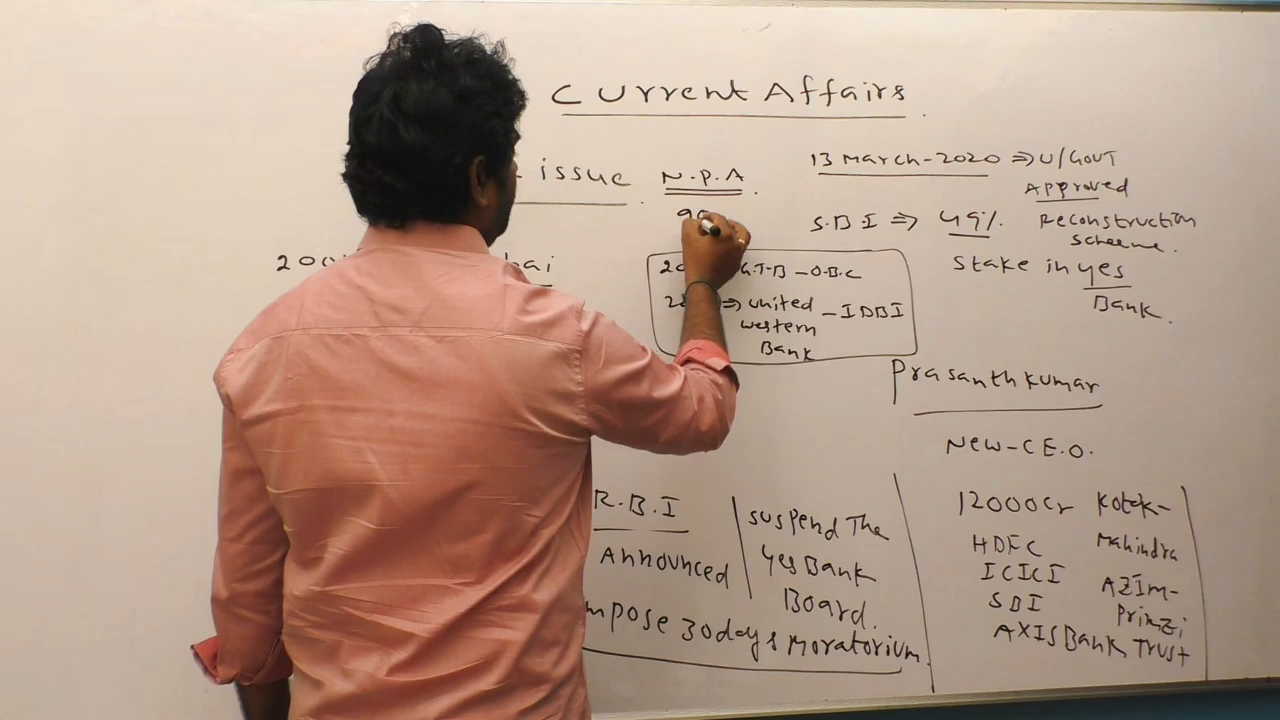 Current Affairs.
issue. N.P.A.
13 March-2020 ⇒ U/Govt
Approved
Reconstruction
scheme.
S.B.I ⇒ 49%
Stake in yes
Bank.
G.T.B - O.B.C
⇒ United
western
Bank
- IDBI
Prasanth kumar
New-C E.O.
R.B.I
Announced
suspend The
Yes Bank
Board.
mpose 30days Moratorium.
12000cr
HDFC
ICICI
SBI
AXIS Bank
Kotek-
Mahindra
AZIm-
Primzi
Trust